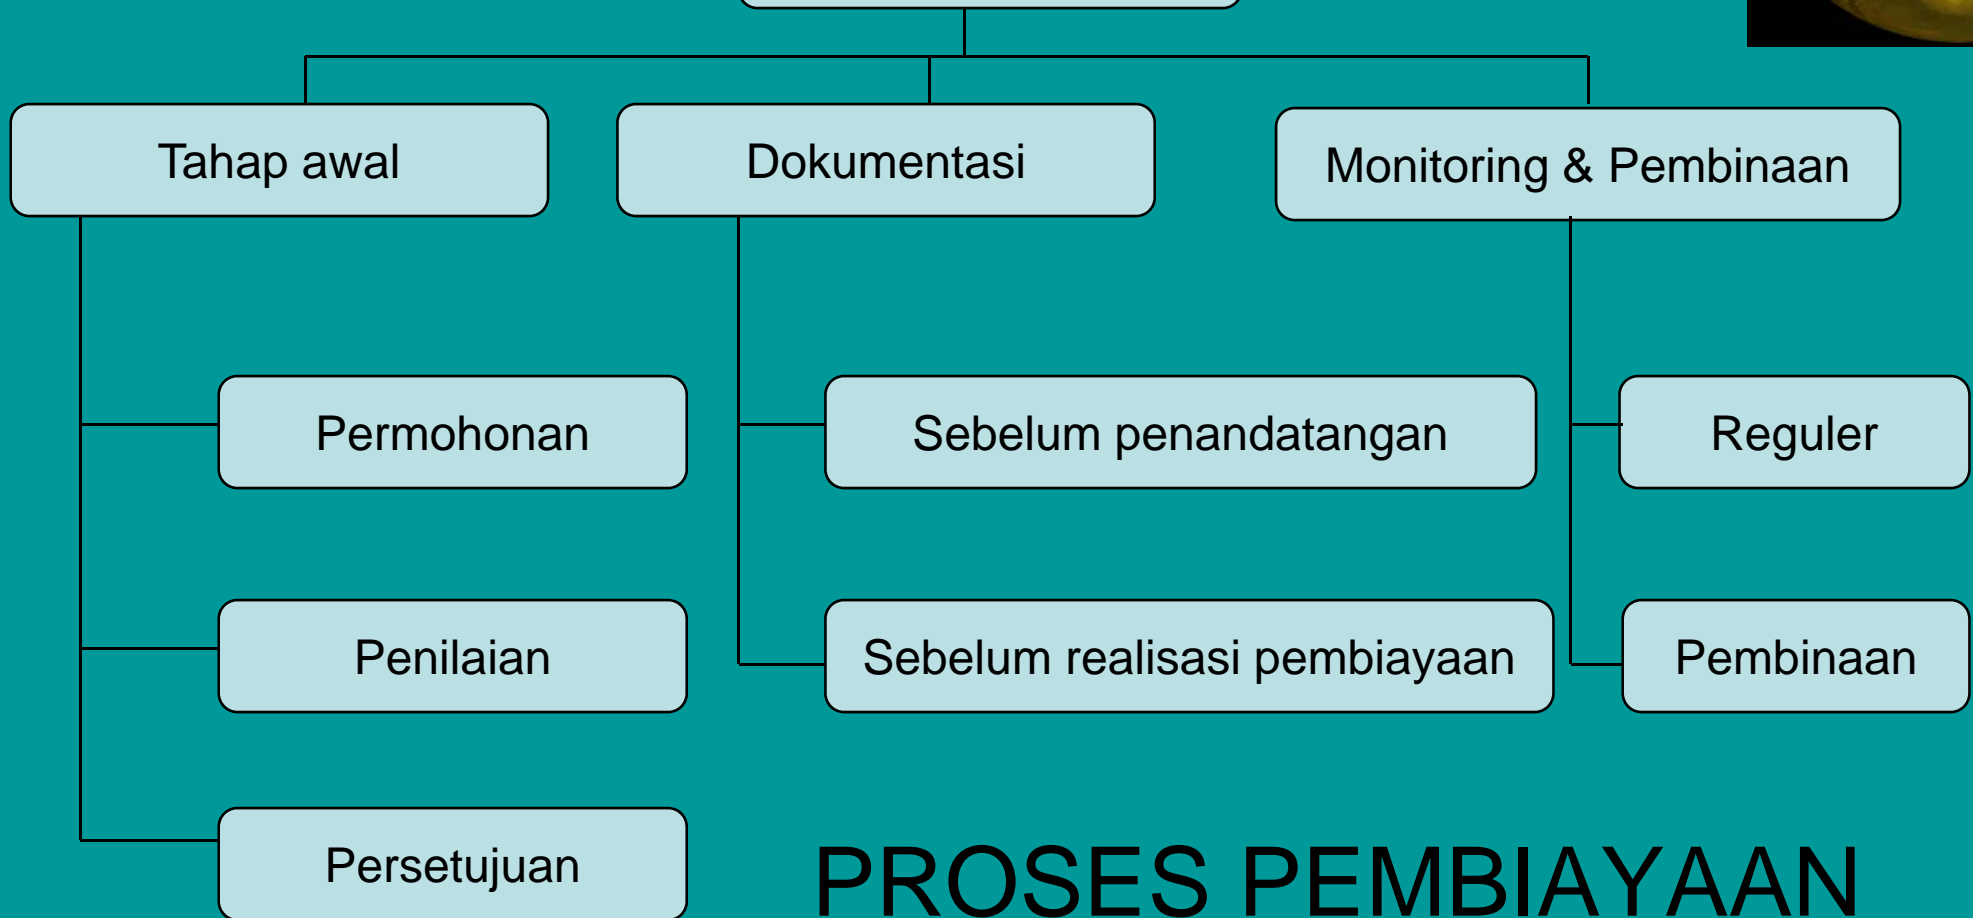 Tahap awal
Dokumentasi
Monitoring & Pembinaan
Permohonan
Sebelum penandatangan
Reguler
Penilaian
Sebelum realisasi pembiayaan
Pembinaan
Persetujuan
PROSES PEMBIAYAAN